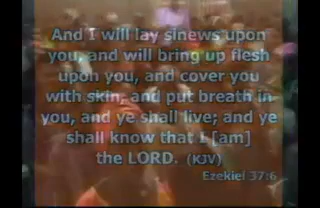 And I will lay sinews upon
you, and will bring up flesh
upon you, and cover you
with skin, and put breath in
you, and ye shall live; and ye
shall know that I [am]
the LORD. (KJV)
Ezekiel 37:6